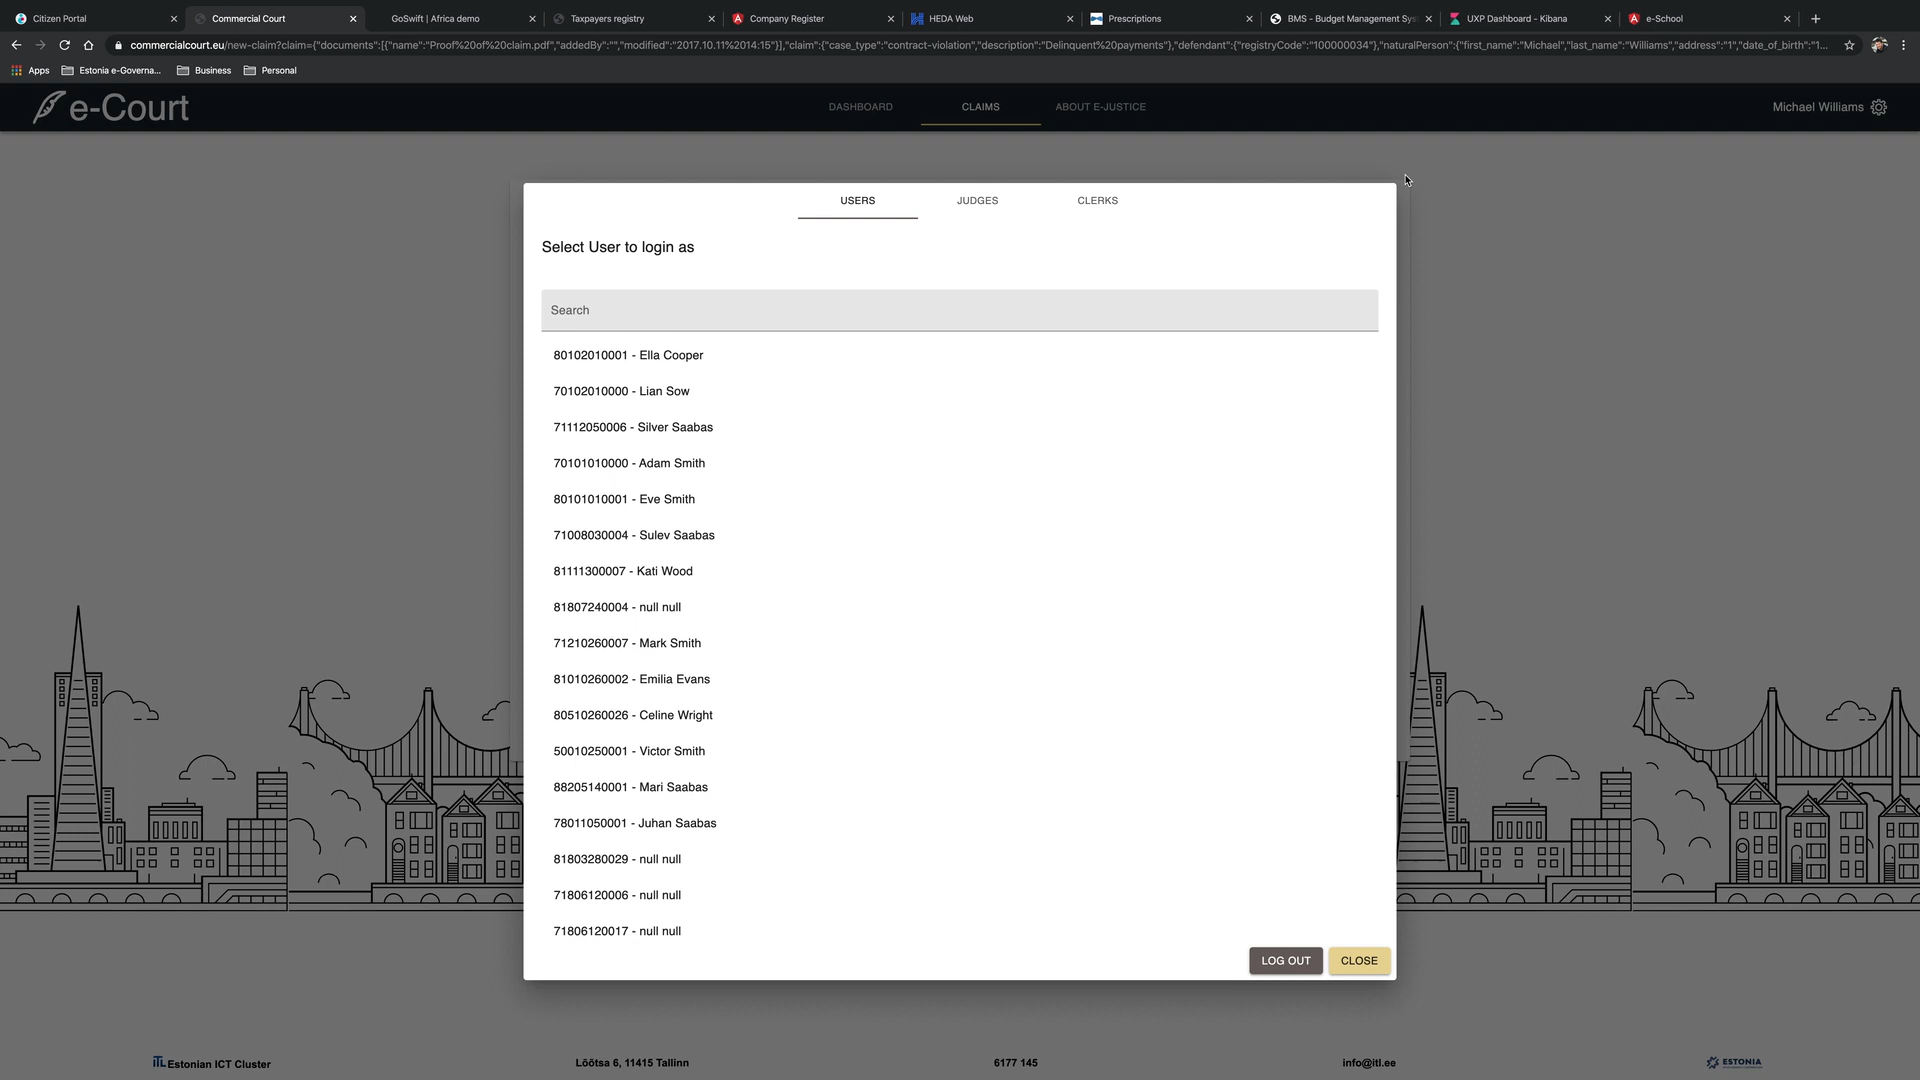 Citizen Portal
Commercial Court
GoSwift | Africa demo
Taxpayers registry
Company Register
HEDA Web
Prescriptions
BMS - Budget Management Sys
UXP Dashboard - Kibana
e-School
commercialcourt.eu/new-claim?claim={"documents":[{"name":"Proof%20of%20claim.pdf","addedBy":"","modified":"2017.10.11%2014:15"}],"claim":{"case_type":"contract-violation","description":"Delinquent%20payments"},"defendant":{"registryCode":"100000034"},"naturalPerson":{"first_name":"Michael","last_name":"Williams","address":"1","date_of_birth":"1...
Apps
Estonia e-Governa...
Business
Personal
e-Court
DASHBOARD
CLAIMS
ABOUT E-JUSTICE
Michael Williams
USERS
JUDGES
CLERKS
Select User to login as
Search
80102010001 - Ella Cooper
70102010000 - Lian Sow
71112050006 - Silver Saabas
70101010000 - Adam Smith
80101010001 - Eve Smith
71008030004 - Sulev Saabas
81111300007 - Kati Wood
81807240004 - null null
71210260007 - Mark Smith
81010260002 - Emilia Evans
80510260026 - Celine Wright
50010250001 - Victor Smith
88205140001 - Mari Saabas
78011050001 - Juhan Saabas
81803280029 - null null
71806120006 - null null
71806120017 - null null
LOG OUT
CLOSE
ITL Estonian ICT Cluster
Lõõtsa 6, 11415 Tallinn
6177 145
info@itl.ee
ESTONIA